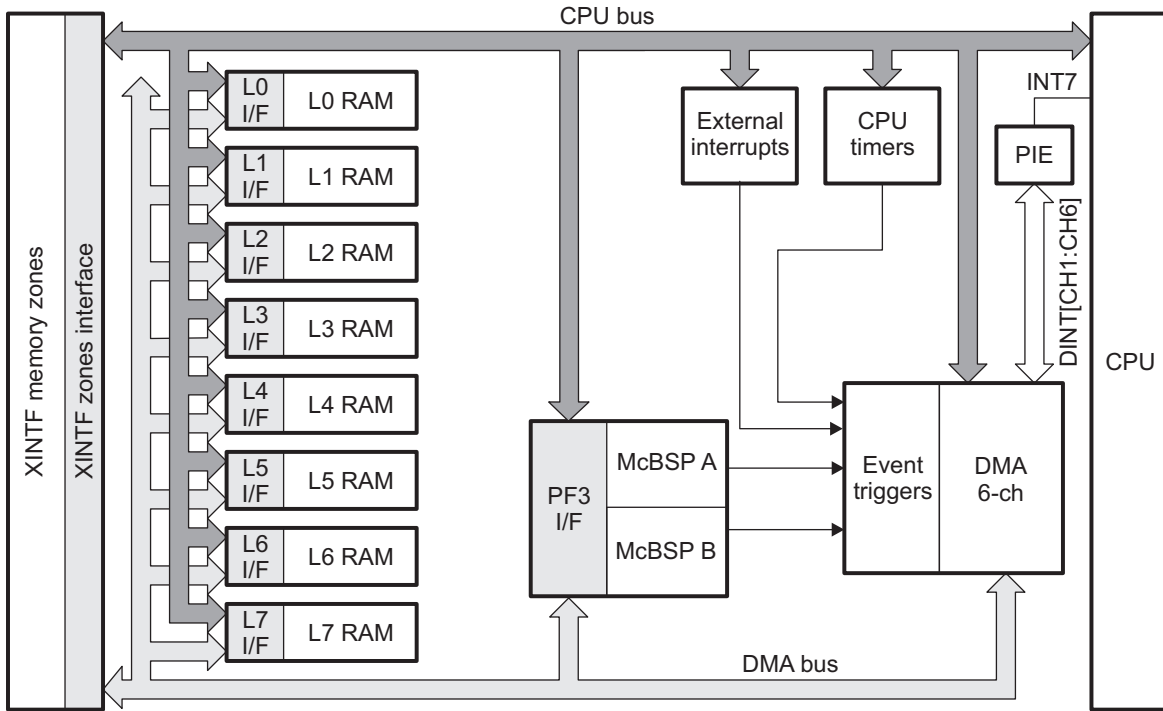 CPU bus
XINTF memory zones
XINTF zones interface
L0
I/F
L0 RAM
L1
I/F
L1 RAM
L2
I/F
L2 RAM
L3
I/F
L3 RAM
L4
I/F
L4 RAM
L5
I/F
L5 RAM
L6
I/F
L6 RAM
L7
I/F
L7 RAM
External
interrupts
CPU
timers
INT7
PIE
DINT[CH1:CH6]
CPU
PF3
I/F
McBSP A
McBSP B
Event
triggers
DMA
6-ch
DMA bus